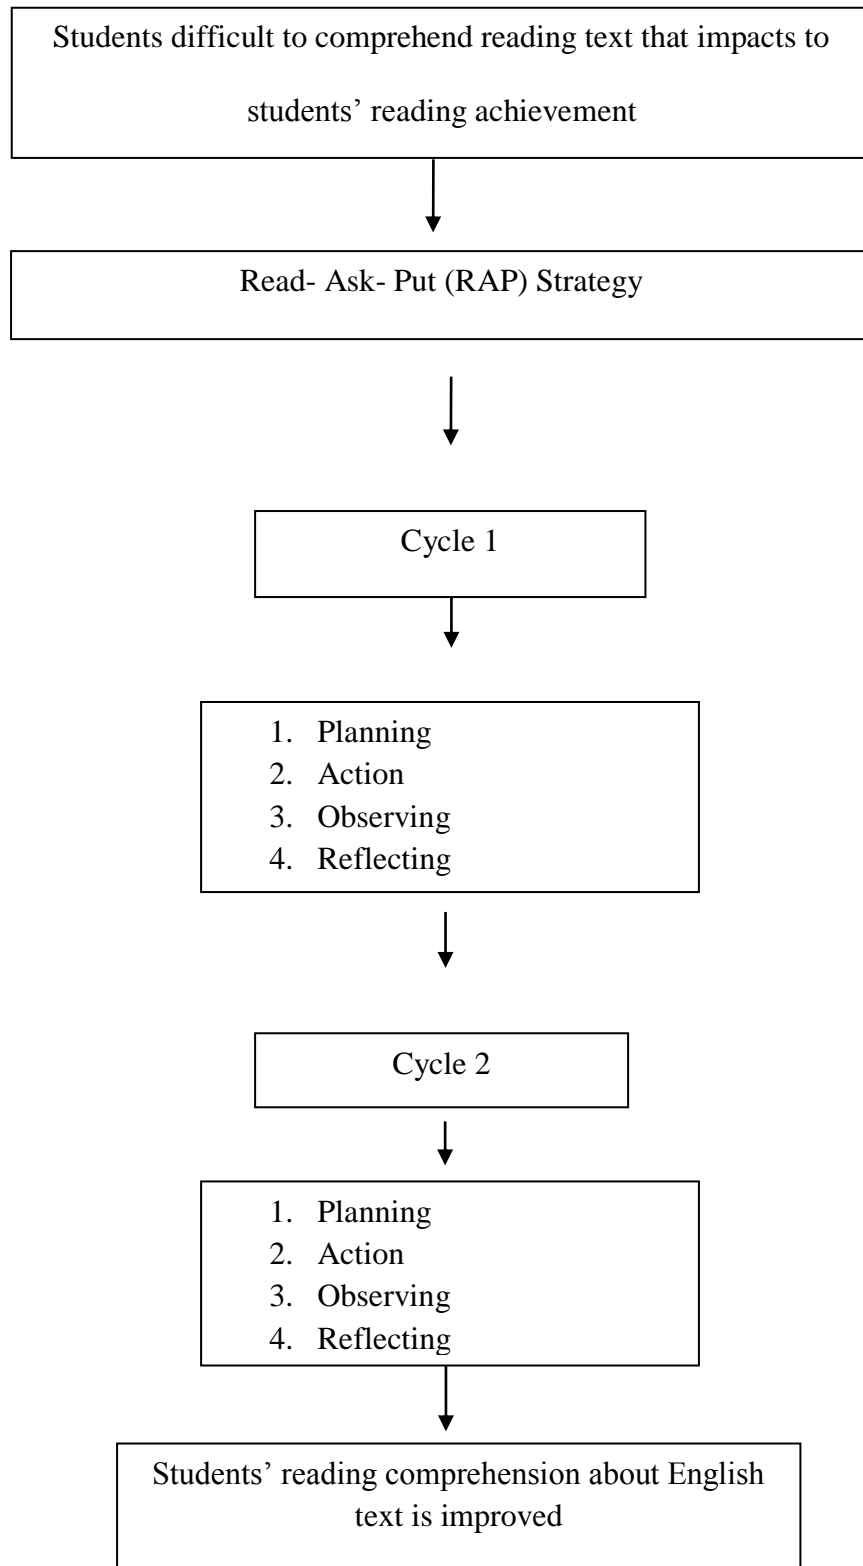 Students difficult to comprehend reading text that impacts to
students’ reading achievement
Read- Ask- Put (RAP) Strategy
Cycle 1
1. Planning
2. Action
3. Observing
4. Reflecting
Cycle 2
1. Planning
2. Action
3. Observing
4. Reflecting
Students’ reading comprehension about English
text is improved